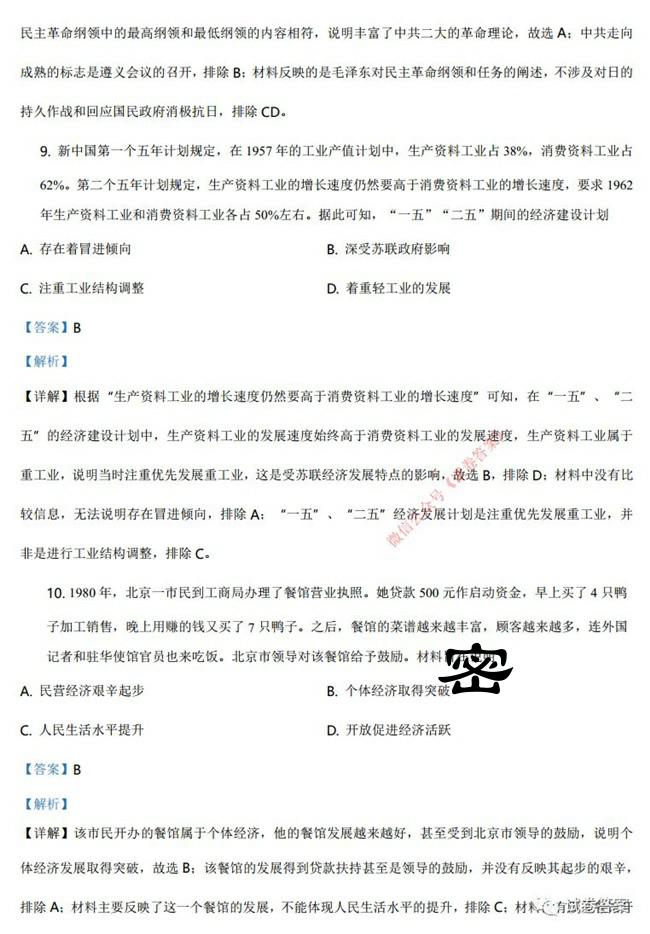 民主革命纲领中的最高纲领和最低纲领的内容相符，说明丰富了中共二大的革命理论，故选 A；中共走向
成熟的标志是遵义会议的召开，排除 B；材料反映的是毛泽东对民主革命纲领和任务的阐述，不涉及对日的
持久作战和回应国民政府消极抗日，排除 CD。
9. 新中国第一个五年计划规定，在 1957 年的工业产值计划中，生产资料工业占 38%，消费资料工业占
62%。第二个五年计划规定，生产资料工业的增长速度仍然要高于消费资料工业的增长速度，要求 1962
年生产资料工业和消费资料工业各占 50%左右。据此可知，“一五”“二五”期间的经济建设计划
A. 存在着冒进倾向 B. 深受苏联政府影响
C. 注重工业结构调整 D. 着重轻工业的发展
【答案】B
【解析】
【详解】根据“生产资料工业的增长速度仍然要高于消费资料工业的增长速度”可知，在“一五”、“二
五”的经济建设计划中，生产资料工业的发展速度始终高于消费资料工业的发展速度，生产资料工业属于
重工业，说明当时注重优先发展重工业，这是受苏联经济发展特点的影响，故选 B，排除 D；材料中没有比
较信息，无法说明存在冒进倾向，排除 A；“一五”、“二五”经济发展计划是注重优先发展重工业，并
非是进行工业结构调整，排除 C。
微信公众号《试卷答案》
10. 1980 年，北京一市民到工商局办理了餐馆营业执照。她贷款 500 元作启动资金，早上买了 4 只鸭
子加工销售，晚上用赚的钱又买了 7 只鸭子。之后，餐馆的菜谱越来越丰富，顾客越来越多，连外国
记者和驻华使馆官员也来吃饭。北京市领导对该餐馆给予鼓励。材料
密
A. 民营经济艰辛起步 B. 个体经济取得突破
C. 人民生活水平提升 D. 开放促进经济活跃
【答案】B
【解析】
【详解】该市民开办的餐馆属于个体经济，他的餐馆发展越来越好，甚至受到北京市领导的鼓励，说明个
体经济发展取得突破，故选 B；该餐馆的发展得到贷款扶持甚至是领导的鼓励，并没有反映其起步的艰辛，
排除 A；材料主要反映了这一个餐馆的发展，不能体现人民生活水平的提升，排除 C；材料
试卷答案